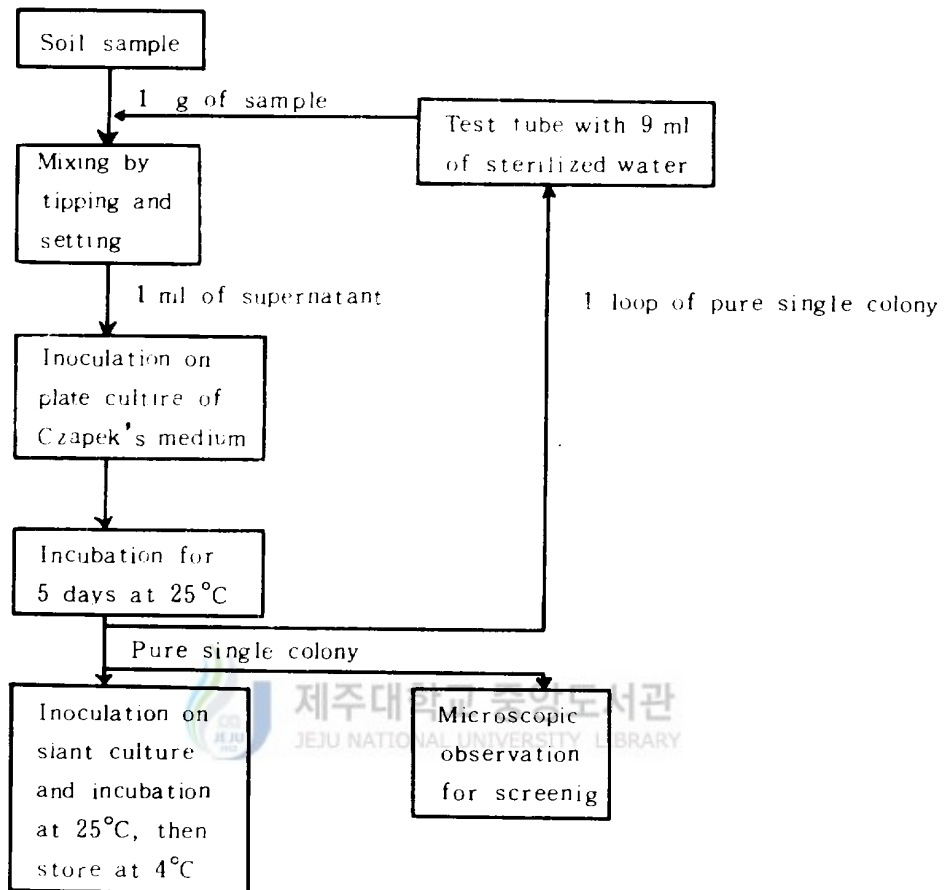 Soil sample
1 g of sample
Test tube with 9 ml
of sterilized water
Mixing by
tipping and
setting
1 ml of supernatant
1 loop of pure single colony
Inoculation on
plate culture of
Czapek's medium
Incubation for
5 days at 25°C
Pure single colony
Inoculation on
slant culture
and incubation
at 25°C, then
store at 4°C
Microscopic
observation
for screenig
제주대학교 중앙도서관
JEJU NATIONAL UNIVERSITY LIBRARY
JEJU